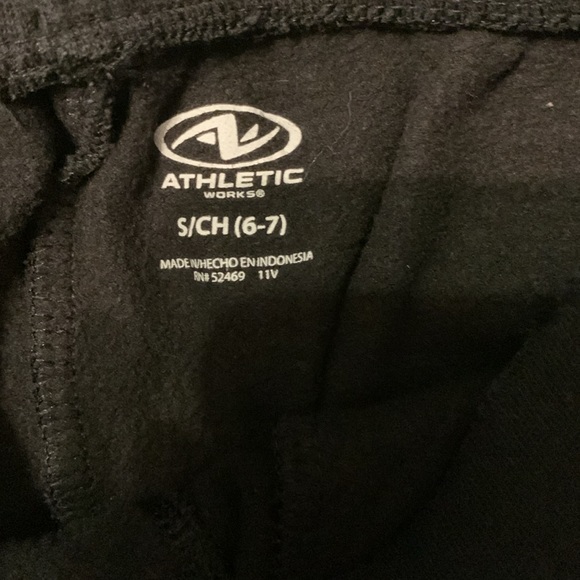 ATHLETIC
WORKS®
S/CH (6-7)
MADE IN/HECHO EN INDONESIA
RN# 52469 11V